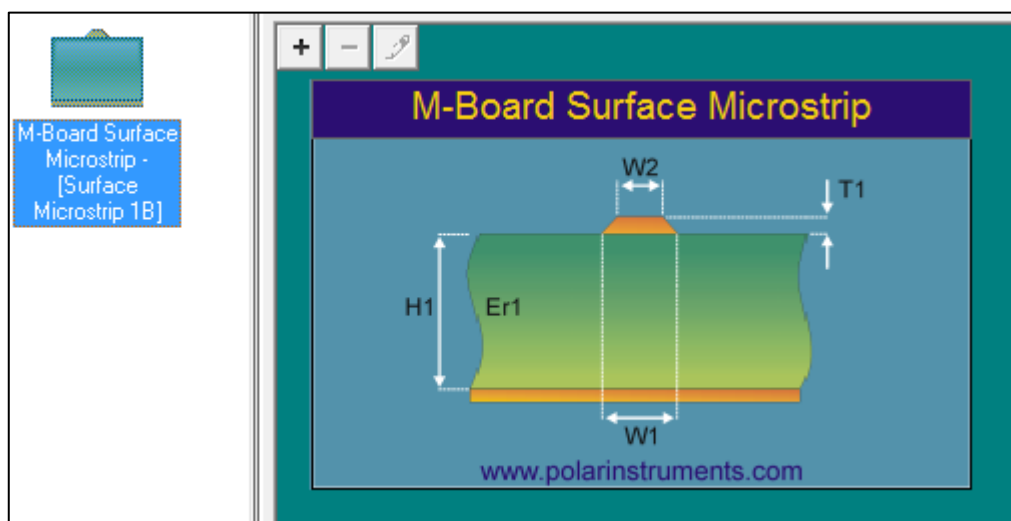 M-Board Surface
Microstrip -
[Surface
Microstrip 1B]
+
-
M-Board Surface Microstrip
W2
T1
H1
Er1
W1
www.polarinstruments.com